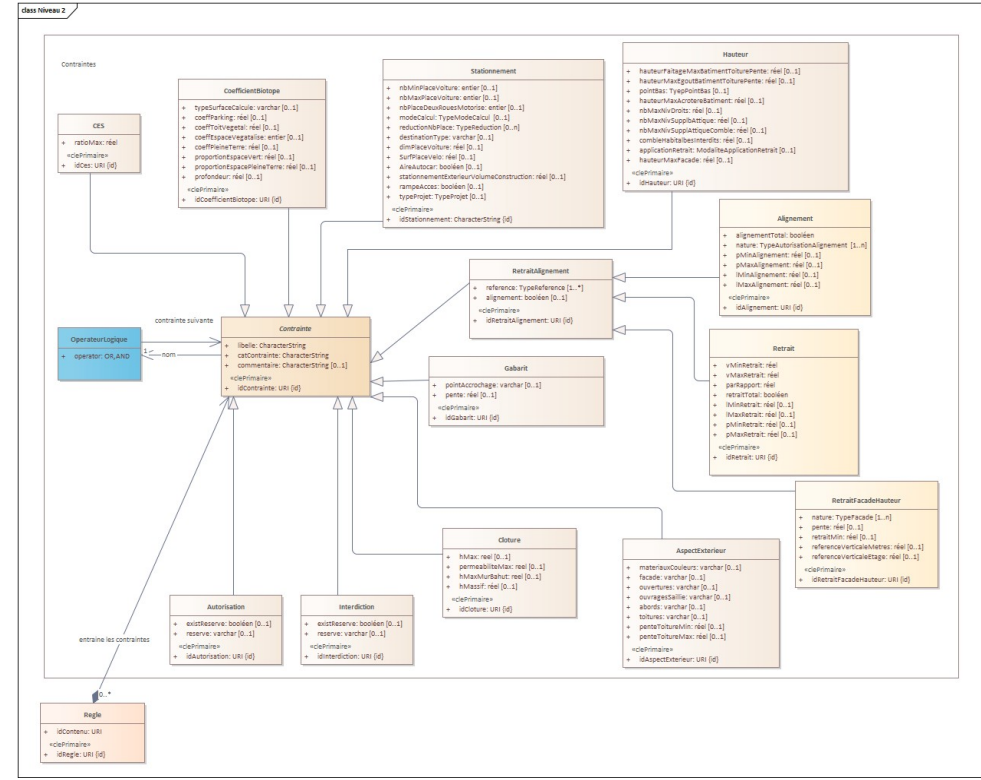 class Niveau 2
Contraintes
CES
+ ratioMax: réel
«clePrimaire»
+ idCes: URI {id}
CoefficientBiotope
+ typeSurfaceCalcule: varchar [0..1]
+ coeffParking: réel [0..1]
+ coeffToitVegetal: réel [0..1]
+ coeffEspaceVegatalise: entier [0..1]
+ coeffPleineTerre: réel [0..1]
+ proportionEspaceVert: réel [0..1]
+ proportionEspacePleineTerre: réel [0..1]
+ profondeur: réel [0..1]
«clePrimaire»
+ idCoefficientBiotope: URI {id}
Stationnement
+ nbMinPlaceVoiture: entier [0..1]
+ nbMaxPlaceVoiture: entier [0..1]
+ nbPlaceDeuxRouesMotorise: entier [0..1]
+ modeCalcul: TypeModeCalcul [0..1]
+ reductionNbPlace: TypeReduction [0..n]
+ destinationType: varchar [0..1]
+ dimPlaceVoiture: réel [0..1]
+ SurfPlaceVelo: réel [0..1]
+ AireAutocar: booléen [0..1]
+ stationnementExterieurVolumeConstruction: réel [0..1]
+ rampeAcces: booléen [0..1]
+ typeProjet: TypeProjet [0..1]
«clePrimaire»
+ idStationnement: CharacterString {id}
Hauteur
+ hauteurFaitageMaxBatimentToiturePente: réel [0..1]
+ hauteurMaxEgoutBatimentToiturePente: réel [0..1]
+ pointBas: TyepPointBas [0..1]
+ hauteurMaxAcrotereBatiment: réel [0..1]
+ nbMaxNivDroits: réel [0..1]
+ nbMaxNivSupplbAttique: réel [0..1]
+ nbMaxNivSupplAttiqueComble: réel [0..1]
+ combleHabitalbesInterdits: réel [0..1]
+ applicationRetrait: ModaliteApplicationRetrait [0..1]
+ hauteurMaxFacade: réel [0..1]
«clePrimaire»
+ idHauteur: URI {id}
Alignement
+ alignementTotal: booléen
+ nature: TypeAutorisationAlignement [1..n]
+ pMinAlignement: réel [0..1]
+ pMaxAlignement: réel [0..1]
+ lMinAlignement: réel [0..1]
+ lMaxAlignement: réel [0..1]
«clePrimaire»
+ idAlignement: URI {id}
RetraitAlignement
+ reference: TypeReference [1..*]
+ alignement: booléen [0..1]
«clePrimaire»
+ idRetraitAlignement: URI {id}
contrainte suivante
OperateurLogique
+ operator: OR,AND
1
nom
Contrainte
+ libelle: CharacterString
+ catContrainte: CharacterString
+ commentaire: CharacterString [0..1]
«clePrimaire»
+ idContrainte: URI {id}
Gabarit
+ pointAccrochage: varchar [0..1]
+ pente: réel [0..1]
«clePrimaire»
+ idGabarit: URI {id}
Retrait
+ vMinRetrait: réel
+ vMaxRetrait: réel
+ parRapport: réel
+ retraitTotal: booléen
+ lMinRetrait: réel [0..1]
+ lMaxRetrait: réel [0..1]
+ pMinRetrait: réel [0..1]
+ pMaxRetrait: réel [0..1]
«clePrimaire»
+ idRetrait: URI {id}
RetraitFacadeHauteur
+ nature: TypeFacade [1..n]
+ pente: réel [0..1]
+ retraitMin: réel [0..1]
+ referenceVerticaleMetres: réel [0..1]
+ referenceVerticaleEtage: réel [0..1]
«clePrimaire»
+ idRetraitFacadeHauteur: URI {id}
Cloture
+ hMax: reel [0..1]
+ permeabiliteMax: reel [0..1]
+ hMaxMurBahut: reel [0..1]
+ hMassif: reel [0..1]
«clePrimaire»
+ idCloture: URI {id}
AspectExterieur
+ materiauxCouleurs: varchar [0..1]
+ facade: varchar [0..1]
+ ouvertures: varchar [0..1]
+ ouvragesSaillie: varchar [0..1]
+ abords: varchar [0..1]
+ toitures: varchar [0..1]
+ penteToitureMin: réel [0..1]
+ penteToitureMax: réel [0..1]
«clePrimaire»
+ idAspectExterieur: URI {id}
Autorisation
+ existReserve: booléen [0..1]
+ reserve: varchar [0..1]
«clePrimaire»
+ idAutorisation: URI {id}
Interdiction
+ existReserve: booléen [0..1]
+ reserve: varchar [0..1]
«clePrimaire»
+ idInterdiction: URI {id}
entraine les contraintes
0..*
Regle
+ idContenu: URI
«clePrimaire»
+ idRegle: URI {id}